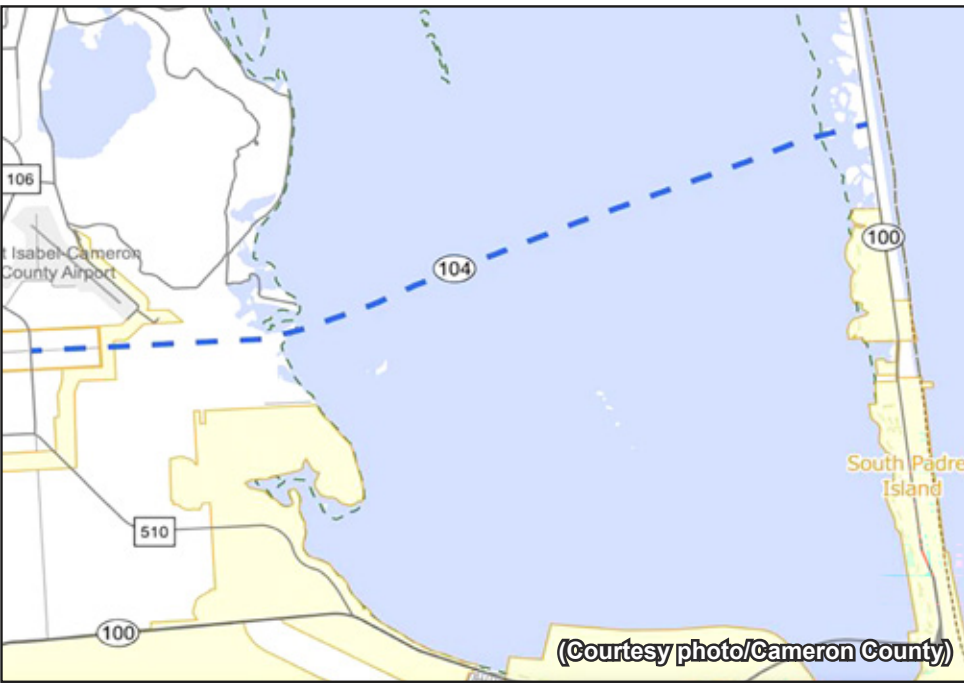 106
t Isabel-Cameron
County Airport
104
100
South Padre
Island
510
100
(Courtesy photo/Cameron County)